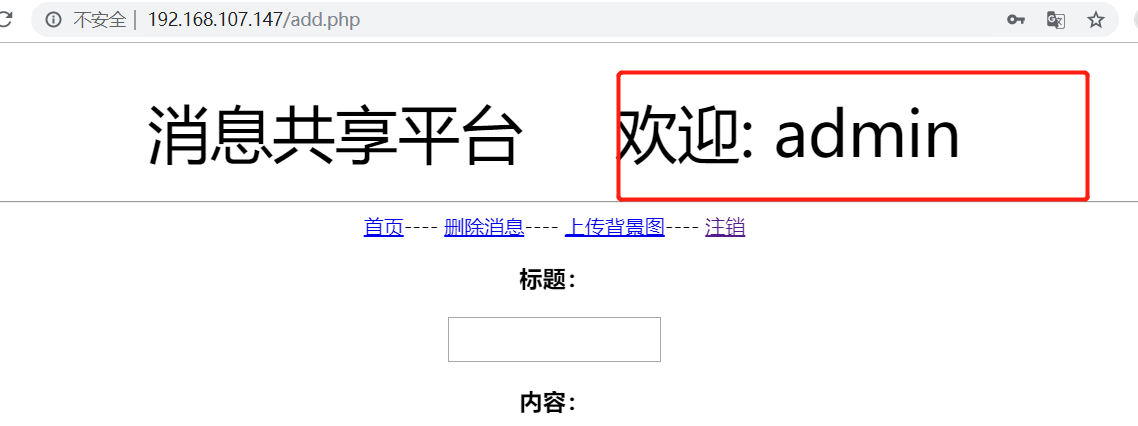 不安全 | 192.168.107.147/add.php
消息共享平台 欢迎: admin
首页---- 删除消息---- 上传背景图---- 注销
标题：
内容：